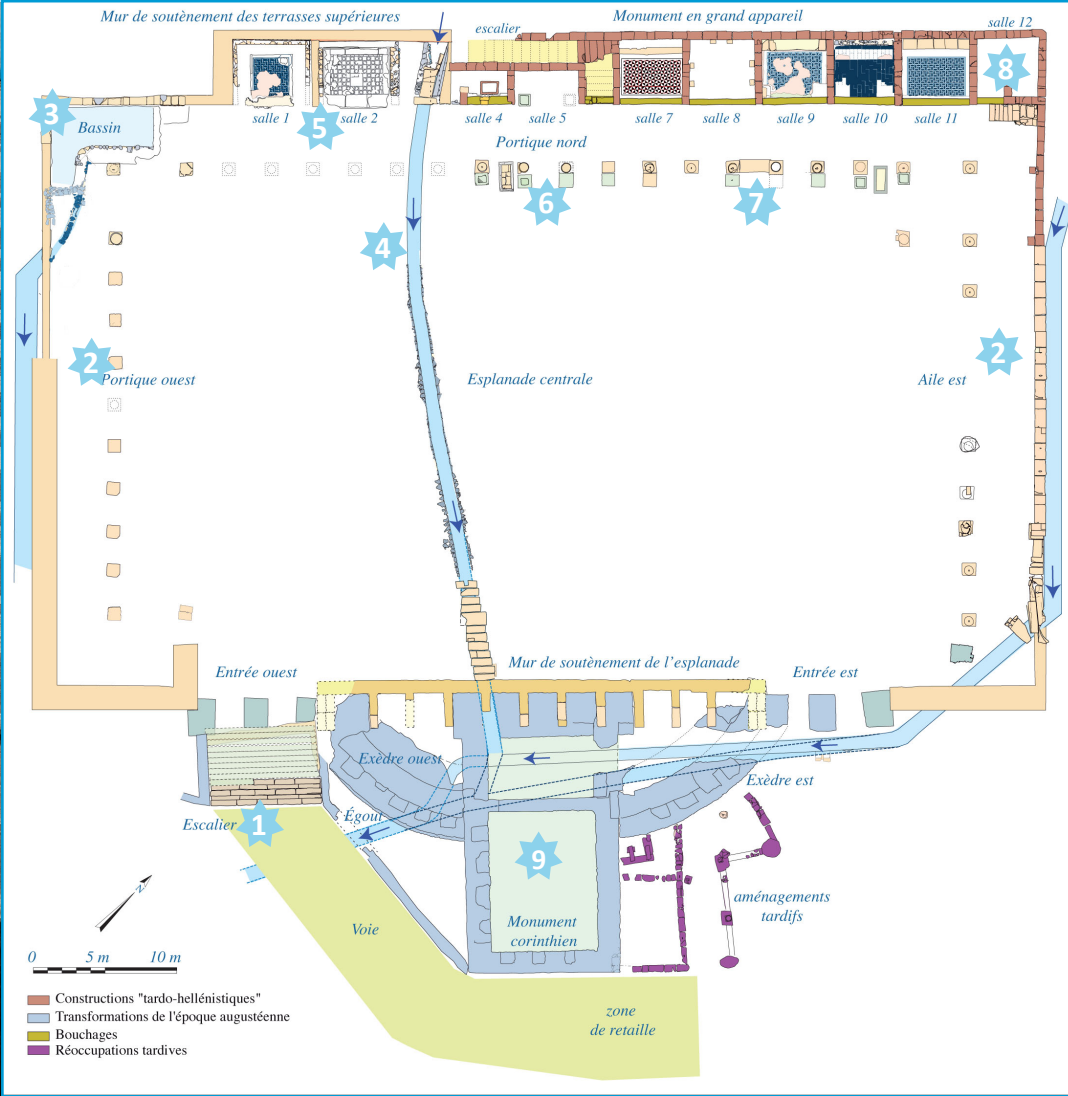 Mur de soutènement des terrasses supérieures
Monument en grand appareil
escalier
salle 12
8
3
Bassin
salle 1
5
salle 2
salle 4
salle 5
salle 7
salle 8
salle 9
salle 10
salle 11
Portique nord
6
7
4
2
Portique ouest
Esplanade centrale
Aile est
2
Entrée ouest
Mur de soutènement de l'esplanade
Entrée est
Exèdre ouest
Exèdre est
Escalier
1
Égout
9
Monument
corinthien
aménagements
tardifs
Voie
zone
de retaille
N
0 5 m 10 m
Constructions "tardo-hellénistiques"
Transformations de l'époque augustéenne
Bouchages
Réoccupations tardives